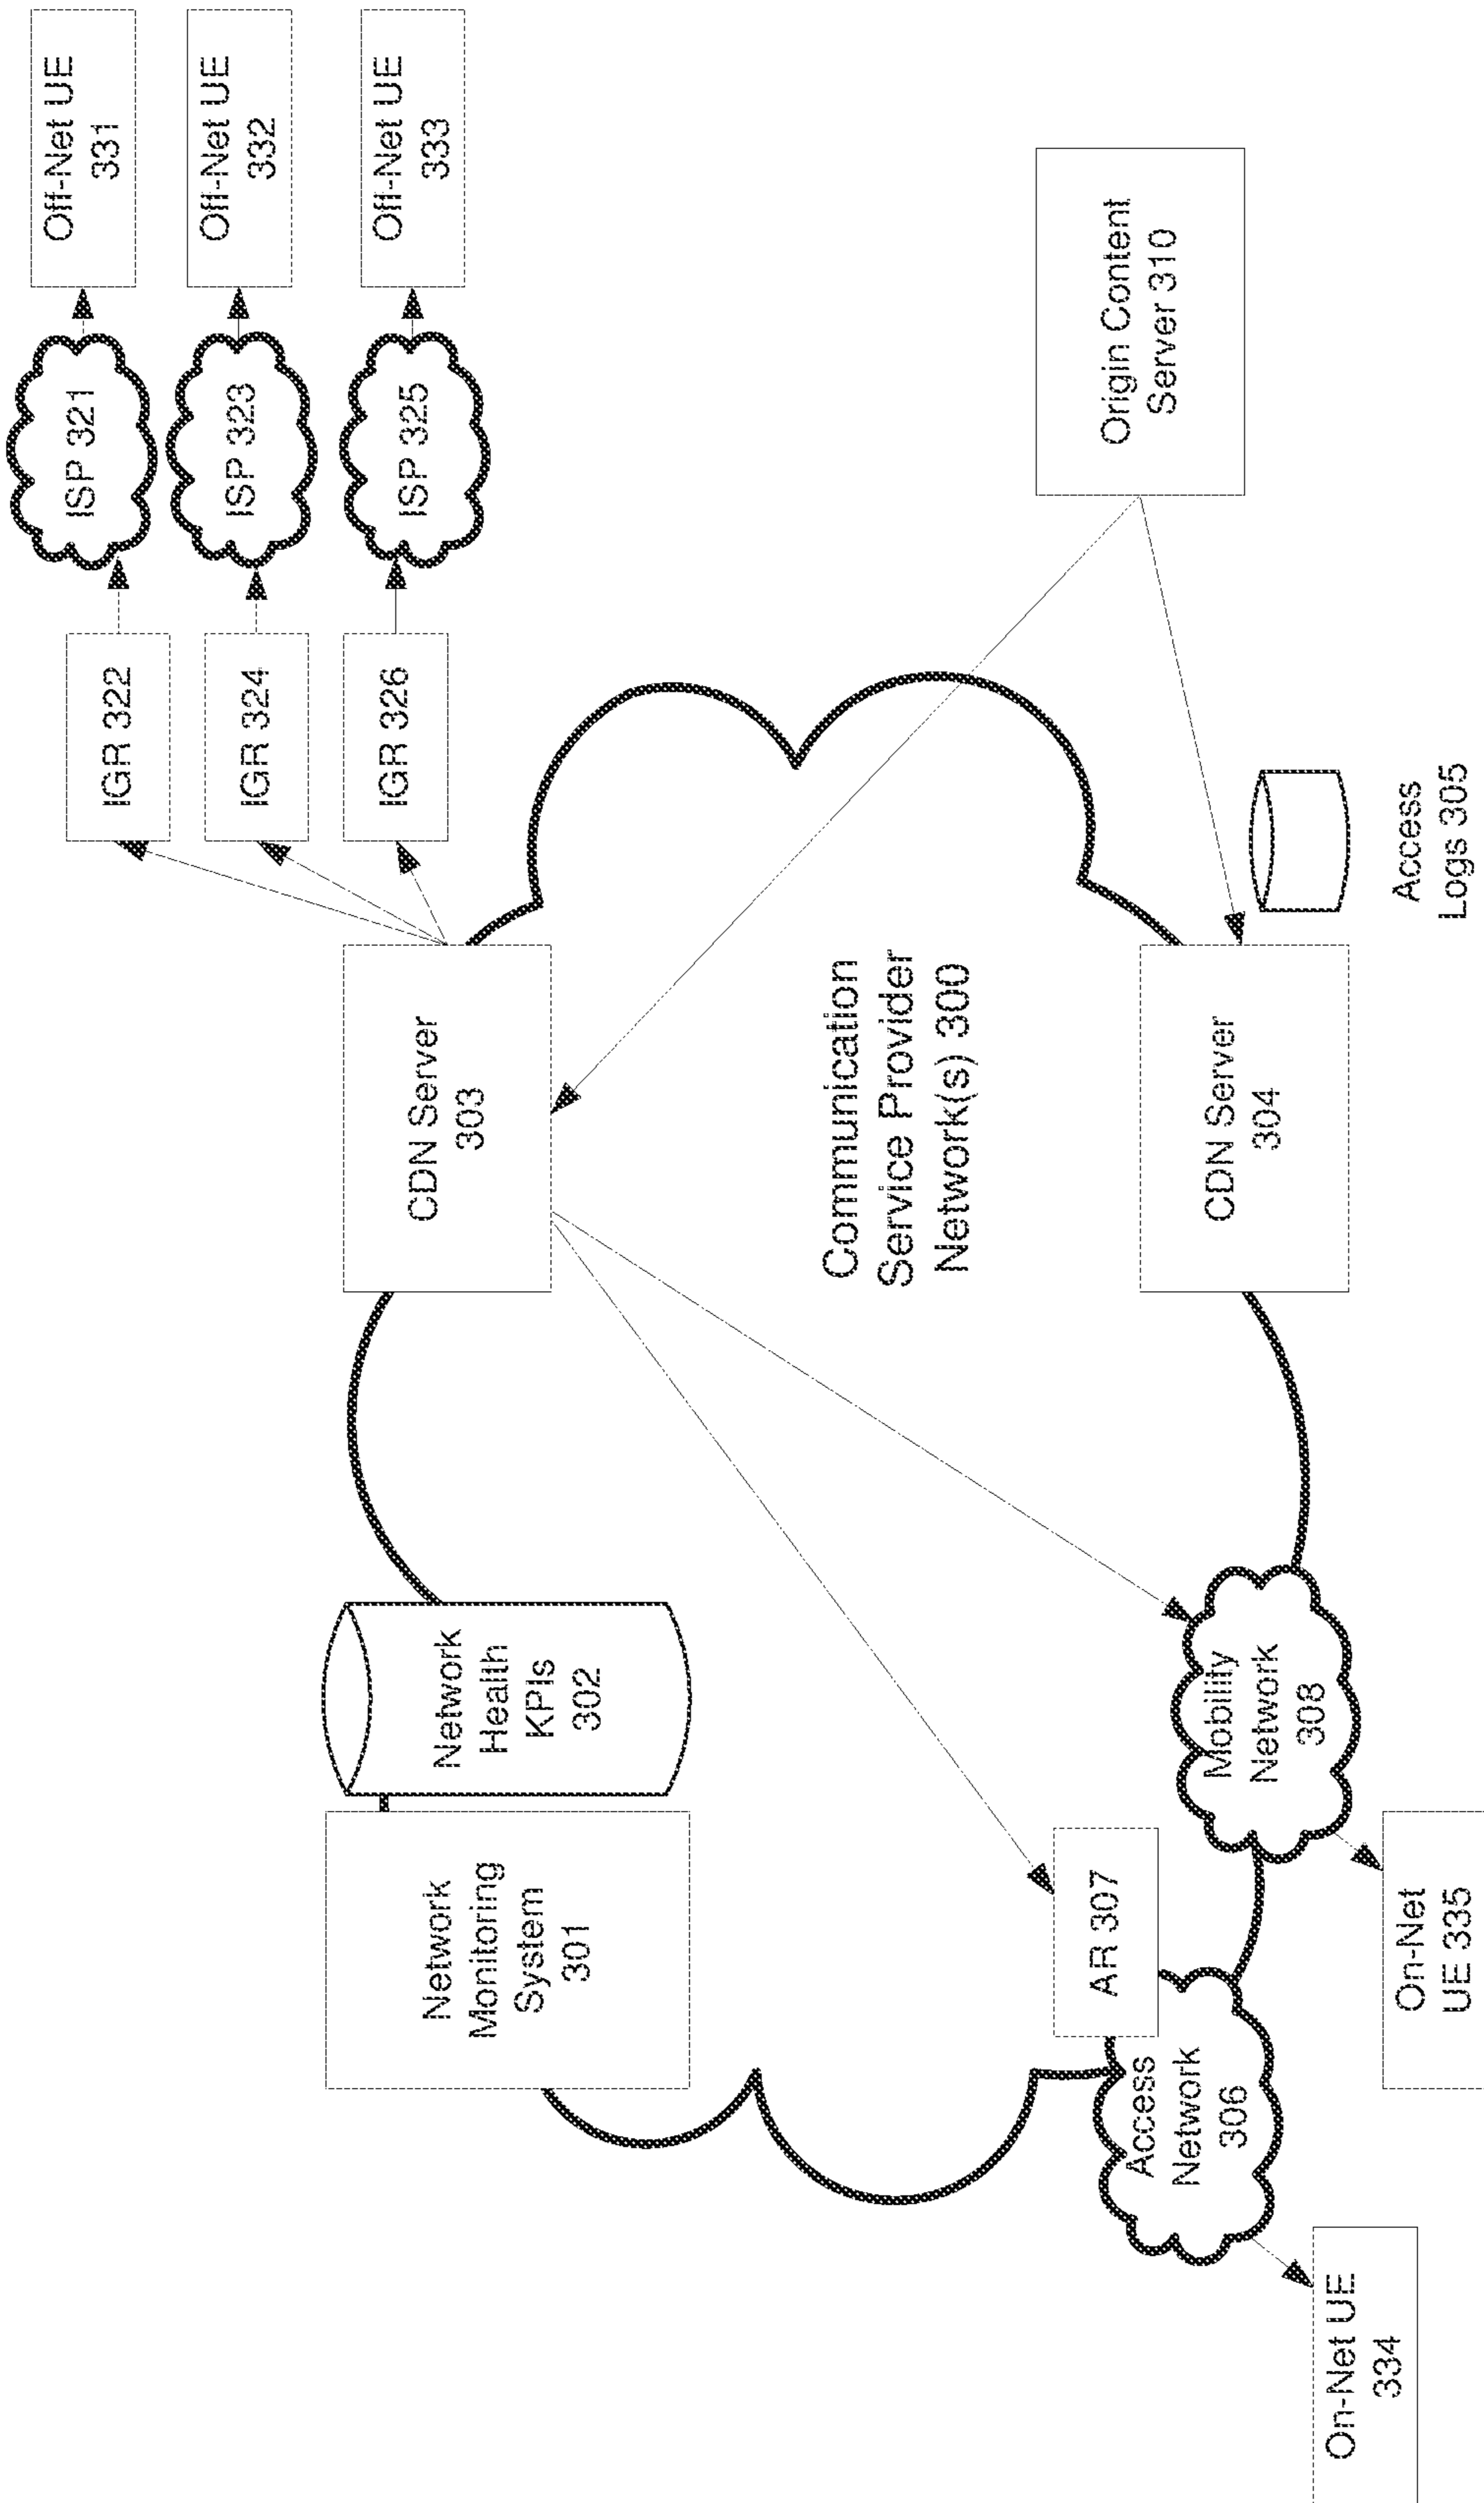 Off-Net UE
331
Off-Net UE
332
Off-Net UE
333
ISP 321
ISP 323
ISP 325
IGR 322
IGR 324
IGR 326
Origin Content
Server 310
CDN Server
303
Communication
Service Provider
Network(s) 300
CDN Server
304
Access
Logs 305
Network
Health
KPIs
302
Network
Monitoring
System
301
Mobility
Network
308
AR 307
Access
Network
306
On-Net
UE 335
On-Net UE
334